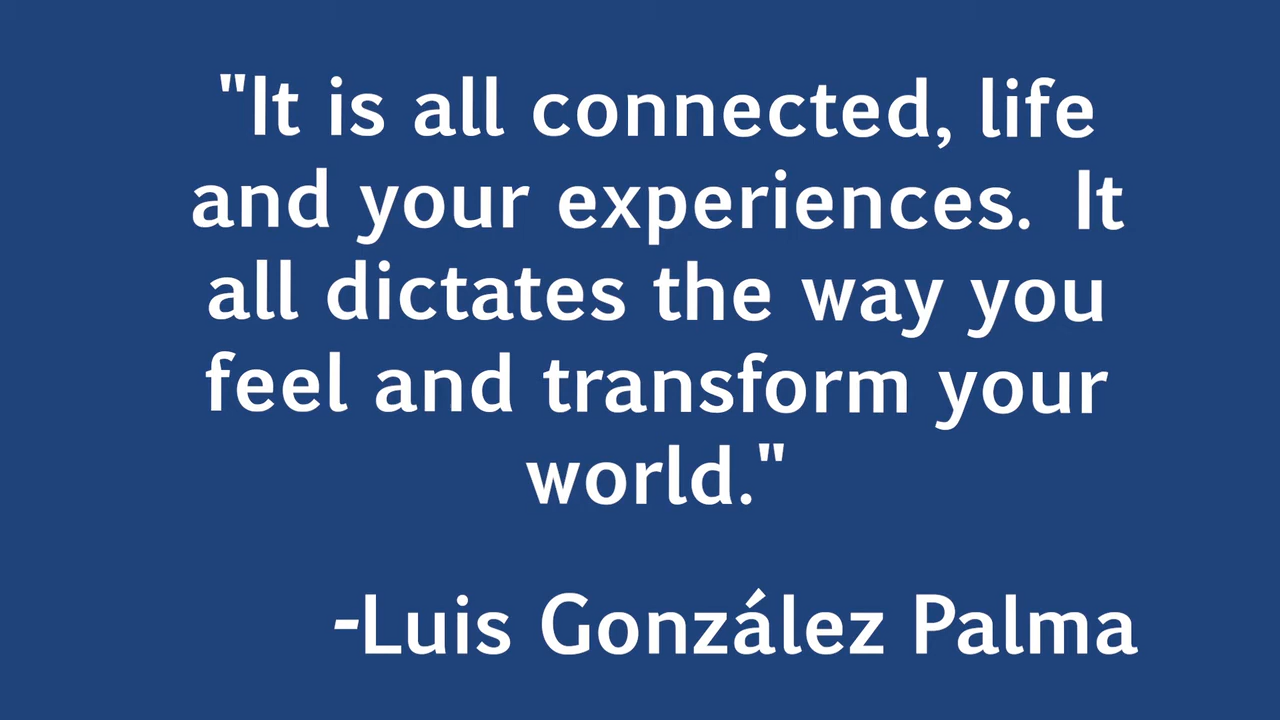 "It is all connected, life
and your experiences.  It
all dictates the way you
feel and transform your
world."
-Luis González Palma